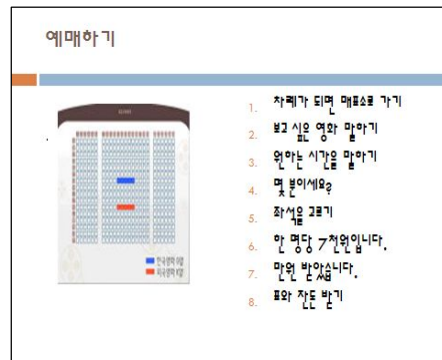 예매하기
1. 차례가 되면 매표소로 가기
2. 보고 싶은 영화 말하기
3. 원하는 시간을 말하기
4. 몇 분이세요?
5. 좌석을 고르기
6. 한 명당 7천원입니다.
7. 만원 받았습니다.
8. 표와 잔돈 받기